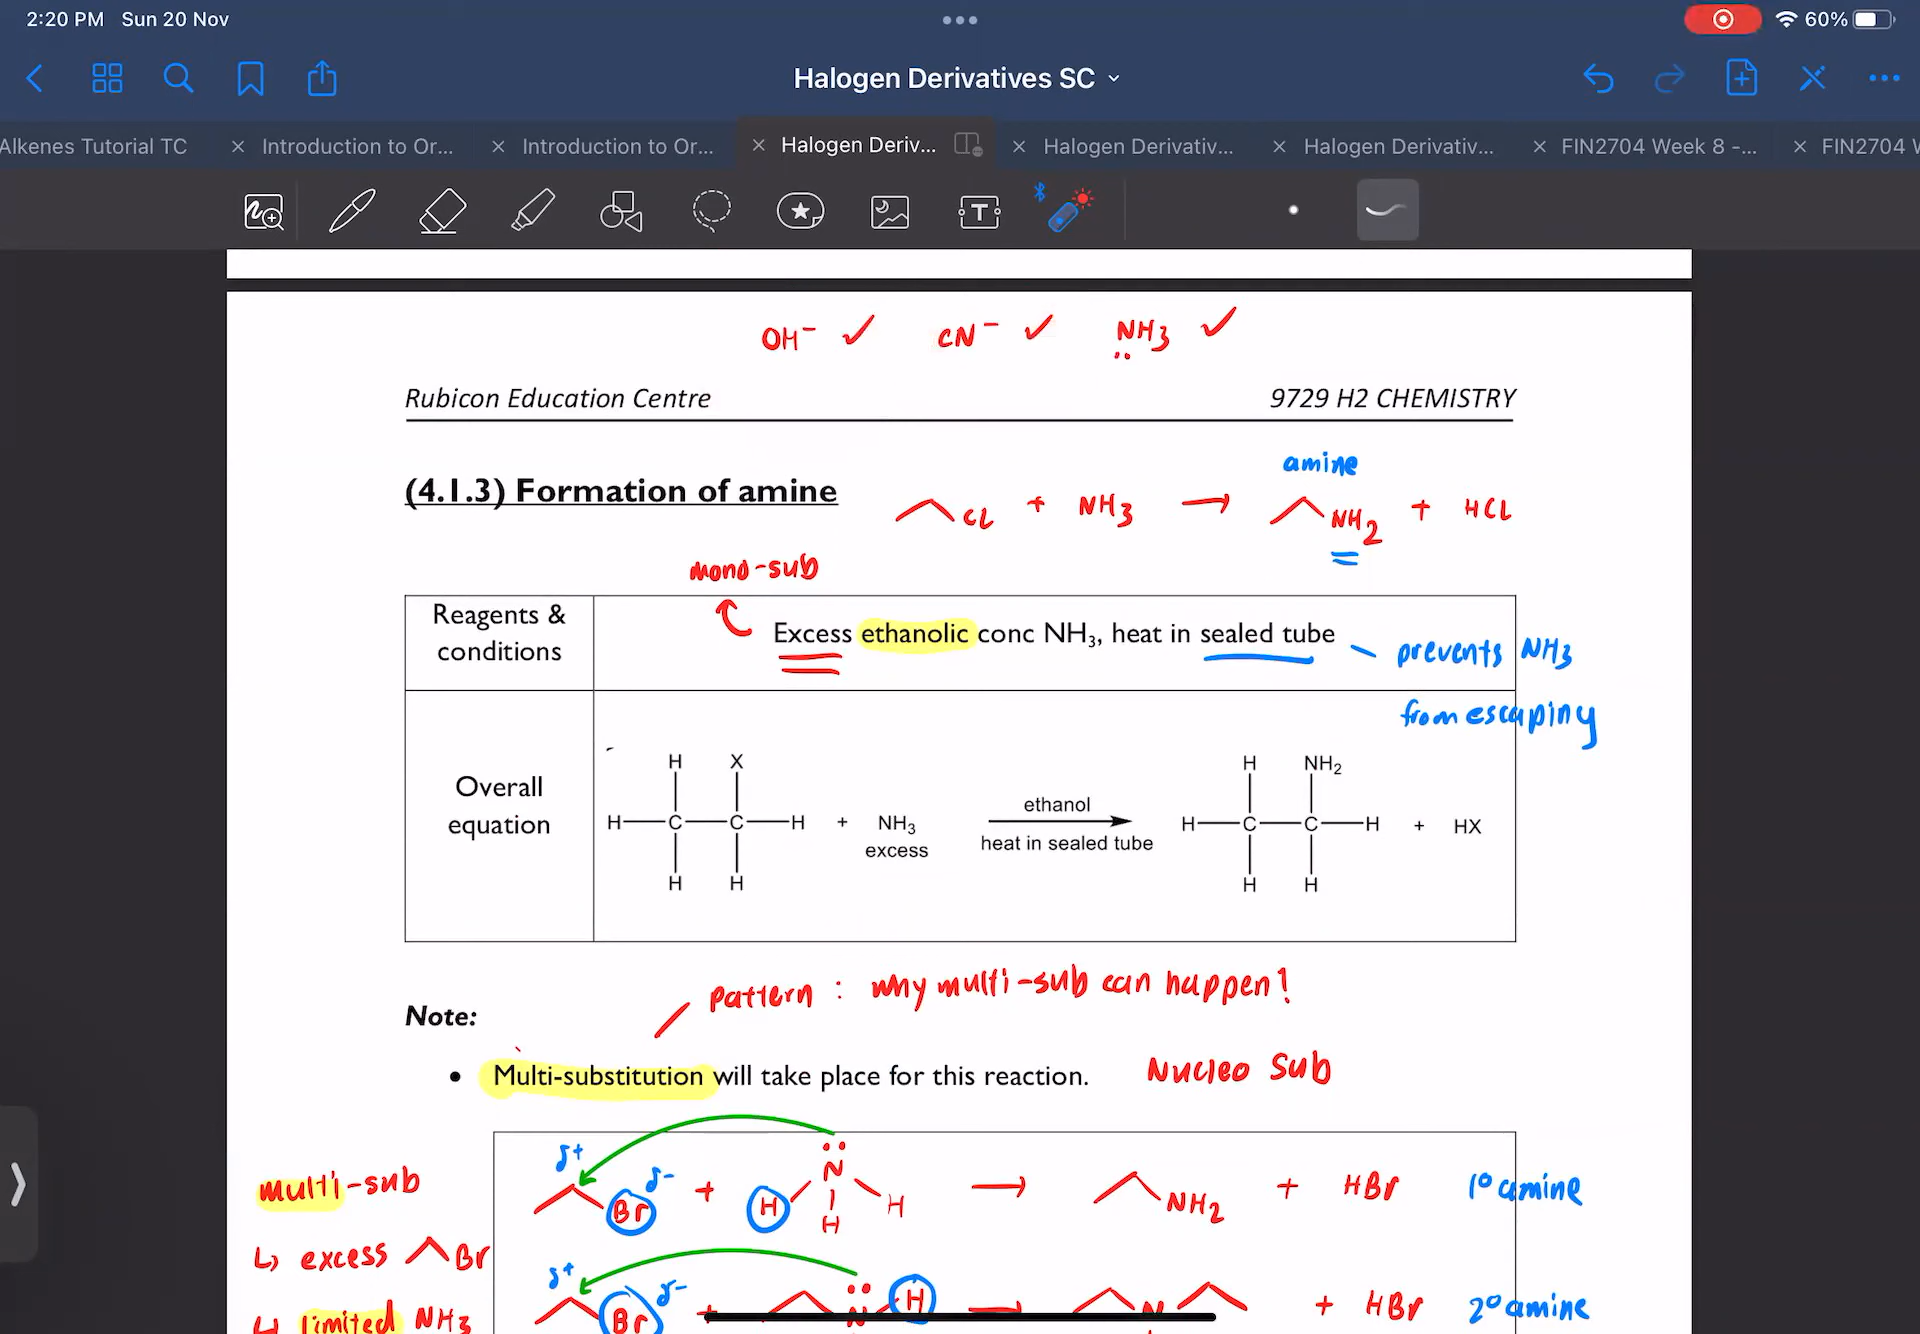 2:20 PM Sun 20 Nov
60%
Halogen Derivatives SC
Alkenes Tutorial TC
Introduction to Or...
Introduction to Or...
Halogen Deriv...
Halogen Derivativ...
Halogen Derivativ...
FIN2704 Week 8 -...
FIN2704 W
OH⁻ ✓ CN⁻ ✓ NH₃ ✓
Rubicon Education Centre 9729 H2 CHEMISTRY
amine
(4.1.3) Formation of amine
Cl + NH₃ → NH₂ + HCl
mono-sub
Reagents &
conditions
Excess ethanolic conc NH₃, heat in sealed tube
prevents NH₃
from escaping
Overall
equation
H X
H C C H + NH₃
excess
H H
ethanol
heat in sealed tube
H NH₂
H C C H + HX
H H
pattern : why multi-sub can happen!
Note:
• Multi-substitution will take place for this reaction. Nucleo Sub
multi-sub
↳ excess Br
↳ limited NH₃
δ+ Br δ- + H N H H → NH₂ + HBr 1° amine
δ+ Br δ- + N H → N + HBr 2° amine